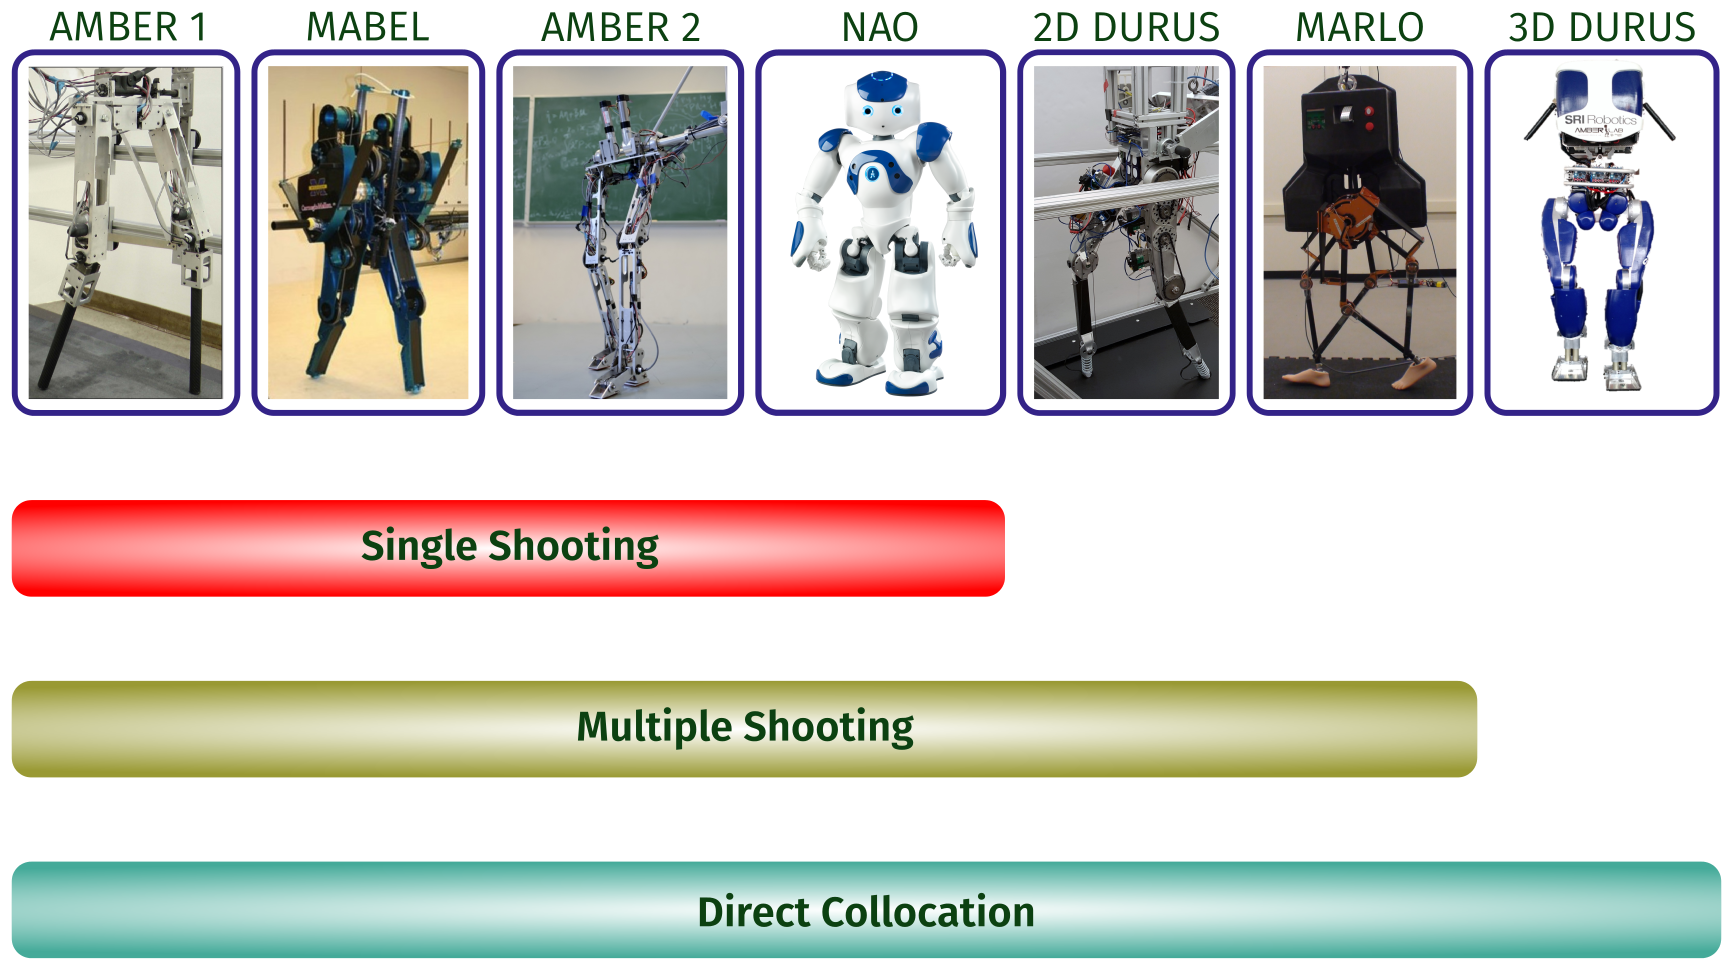 AMBER 1
MABEL
AMBER 2
NAO
2D DURUS
MARLO
3D DURUS
SRI Robotics
AMBER LAB
Single Shooting
Multiple Shooting
Direct Collocation